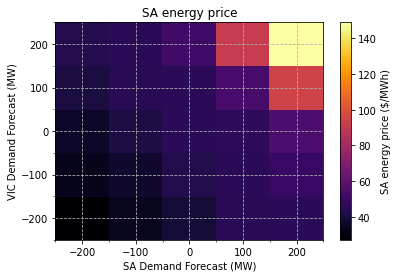 SA energy price
VIC Demand Forecast (MW)
200
100
0
−100
−200
−200 −100 0 100 200
SA Demand Forecast (MW)
140
120
100
80
60
40
SA energy price ($/MWh)